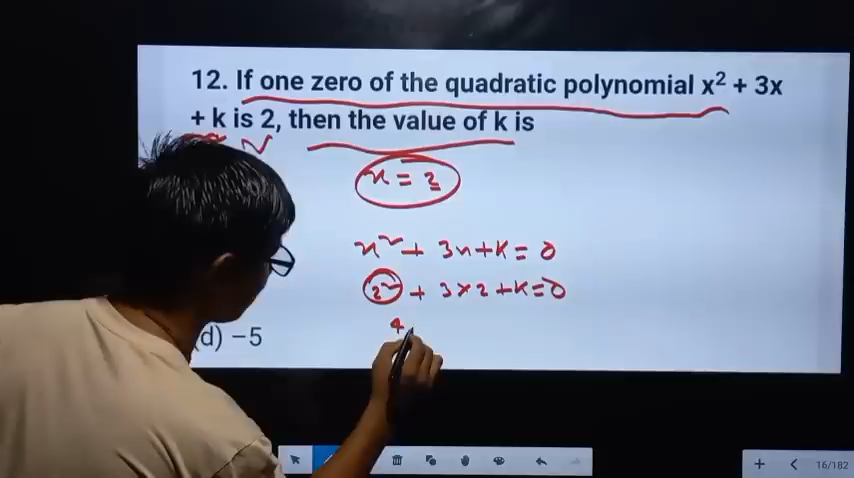 12. If one zero of the quadratic polynomial x² + 3x
+ k is 2, then the value of k is
x = 2
x² + 3x + k = 0
2² + 3 × 2 + k = 0
4
(d) −5
16/182